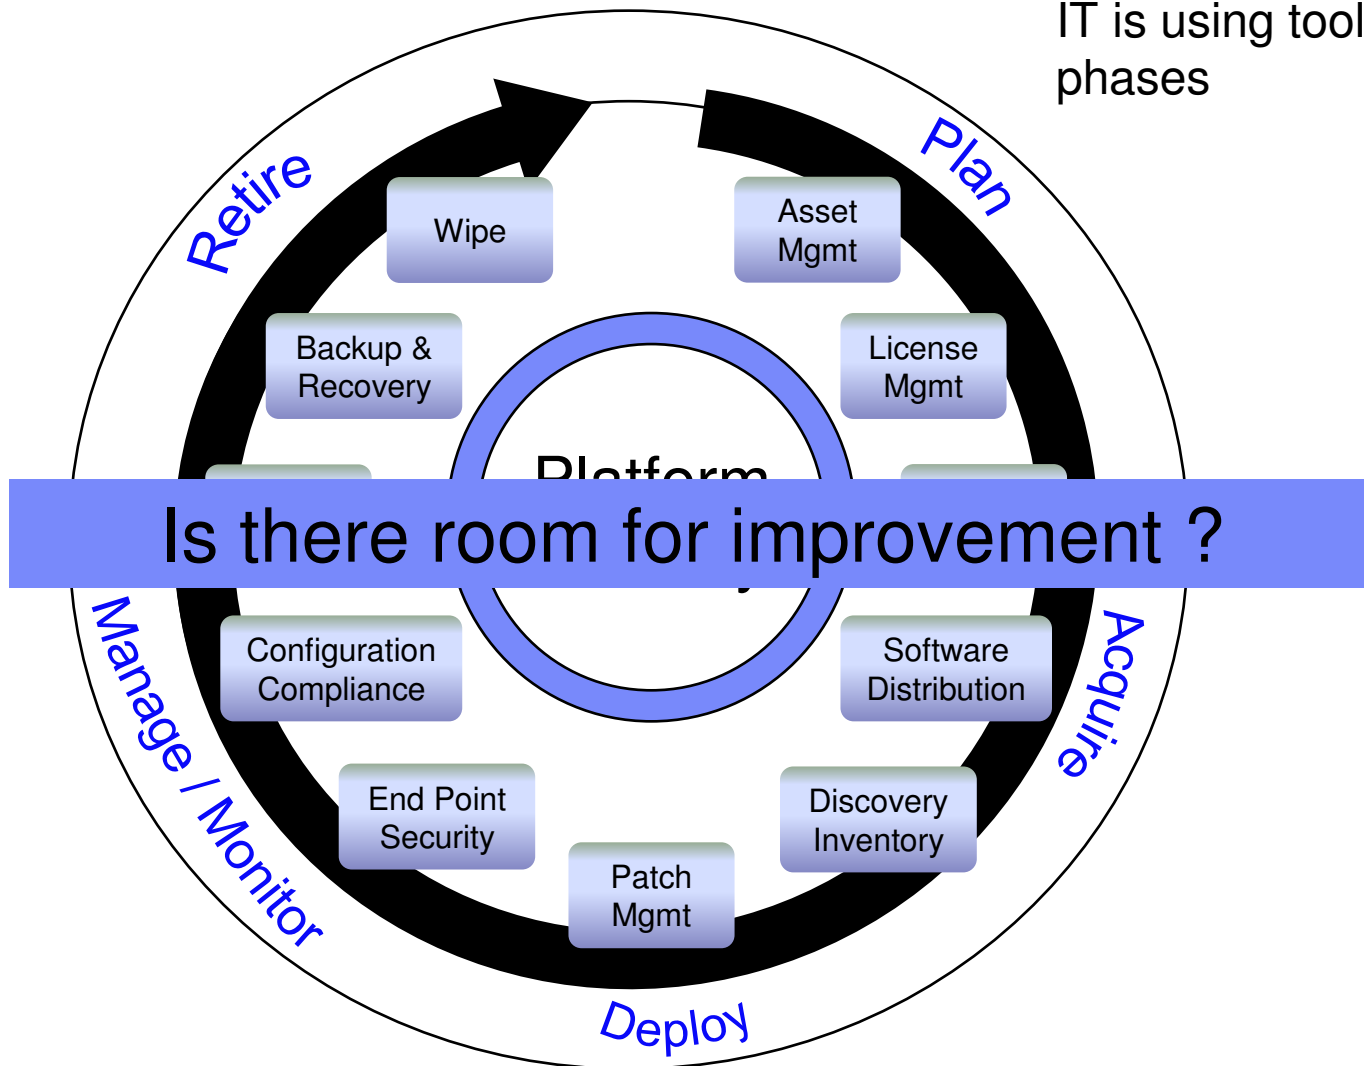 IT is using tool
phases
Plan
Retire
Wipe
Asset
Mgmt
Backup &
Recovery
License
Mgmt
Platform
Is there room for improvement ?
Configuration
Compliance
Software
Distribution
Acquire
Manage / Monitor
End Point
Security
Discovery
Inventory
Patch
Mgmt
Deploy